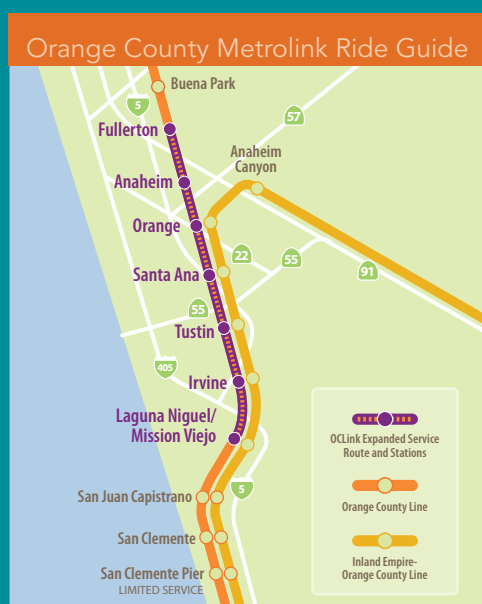 Orange County Metrolink Ride Guide
Buena Park
5
57
Fullerton
Anaheim
Canyon
Anaheim
Orange
22
55
91
Santa Ana
55
Tustin
405
Irvine
Laguna Niguel/
Mission Viejo
OCLink Expanded Service
Route and Stations
5
San Juan Capistrano
Orange County Line
San Clemente
Inland Empire-
Orange County Line
San Clemente Pier
LIMITED SERVICE